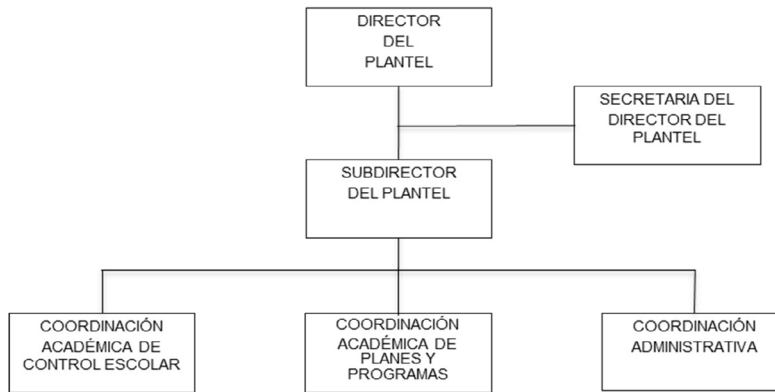 DIRECTOR
DEL
PLANTEL
SECRETARIA DEL
DIRECTOR DEL
PLANTEL
SUBDIRECTOR
DEL PLANTEL
COORDINACIÓN
ACADÉMICA DE
CONTROL ESCOLAR
COORDINACIÓN
ACADÉMICA DE
PLANES Y
PROGRAMAS
COORDINACIÓN
ADMINISTRATIVA